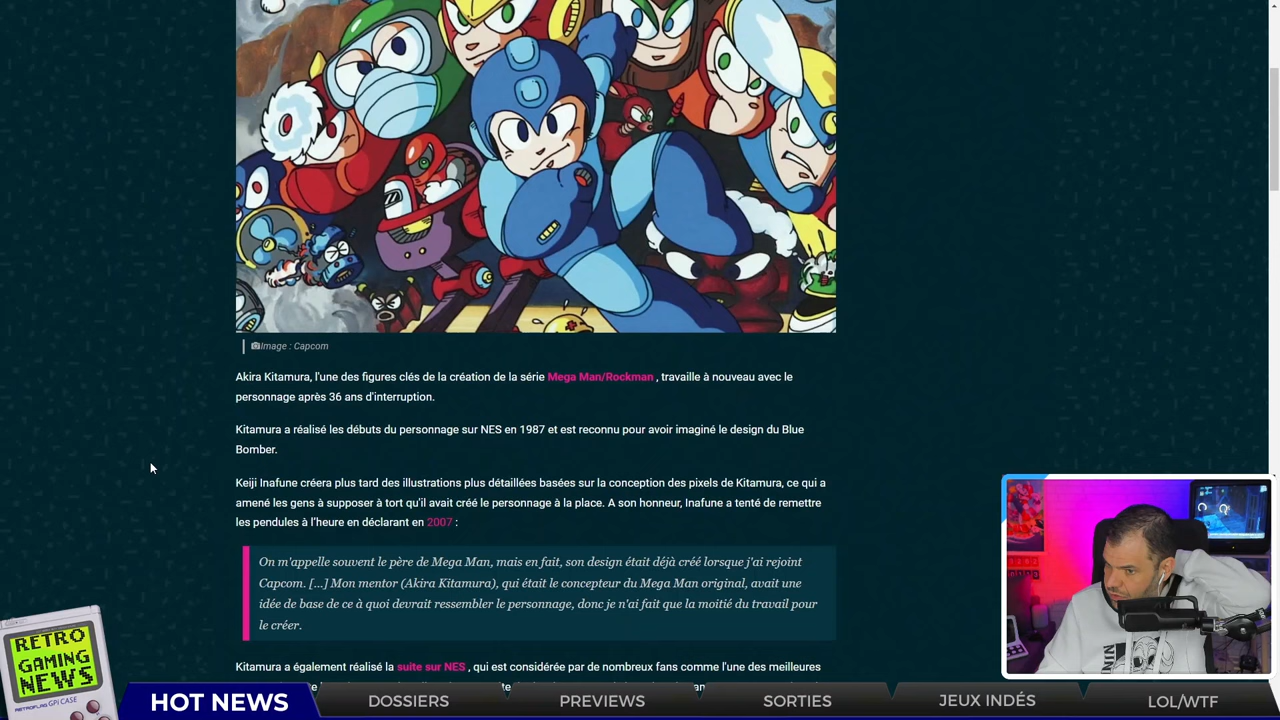 Image : Capcom
Akira Kitamura, l'une des figures clés de la création de la série Mega Man/Rockman , travaille à nouveau avec le
personnage après 36 ans d'interruption.
Kitamura a réalisé les débuts du personnage sur NES en 1987 et est reconnu pour avoir imaginé le design du Blue
Bomber.
Keiji Inafune créera plus tard des illustrations plus détaillées basées sur la conception des pixels de Kitamura, ce qui a
amené les gens à supposer à tort qu'il avait créé le personnage à la place. A son honneur, Inafune a tenté de remettre
les pendules à l'heure en déclarant en 2007 :
On m'appelle souvent le père de Mega Man, mais en fait, son design était déjà créé lorsque j'ai rejoint
Capcom. [...] Mon mentor (Akira Kitamura), qui était le concepteur du Mega Man original, avait une
idée de base de ce à quoi devrait ressembler le personnage, donc je n'ai fait que la moitié du travail pour
le créer.
Kitamura a également réalisé la suite sur NES , qui est considérée par de nombreux fans comme l'une des meilleures
RETRO
GAMING
NEWS
RETROFLAG GPi CASE
HOT NEWS
DOSSIERS
PREVIEWS
SORTIES
JEUX INDÉS
LOL/WTF